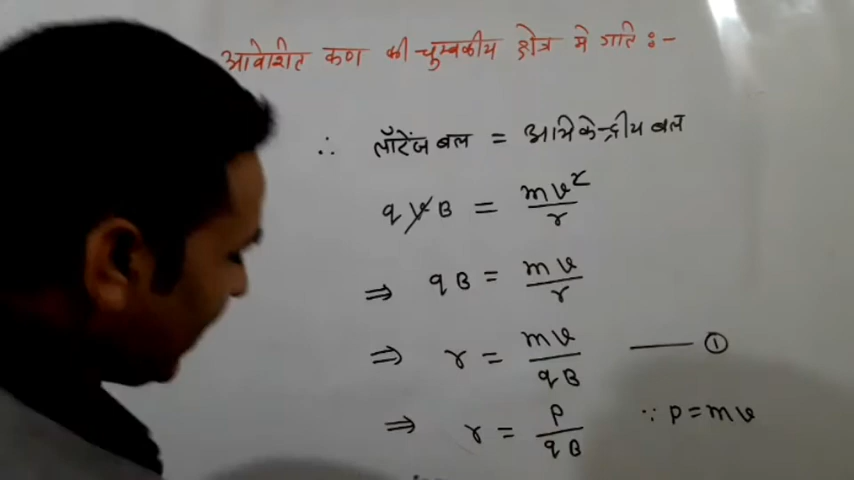 आवेशित कण की चुम्बकीय क्षेत्र मे गति :-
∴ लॉरेंज बल = अभिकेन्द्रीय बल
qvB = mv²/r
⇒ qB = mv/r
⇒ r = mv/qB —— ①
⇒ r = P/qB ∵ P = mv